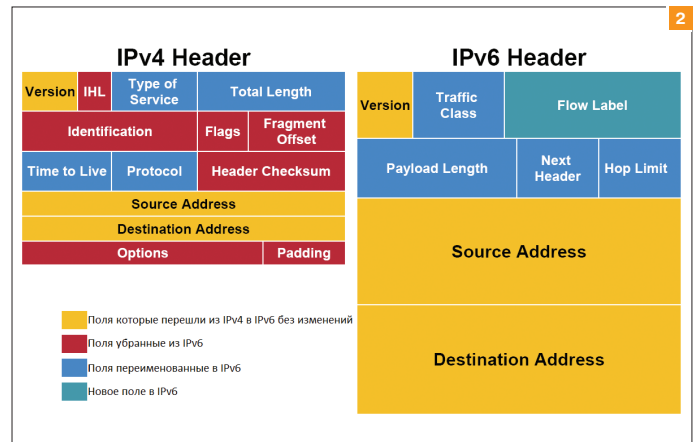 2
IPv4 Header
Version IHL Type of Service Total Length
Identification Flags Fragment Offset
Time to Live Protocol Header Checksum
Source Address
Destination Address
Options Padding
IPv6 Header
Version Traffic Class Flow Label
Payload Length Next Header Hop Limit
Source Address
Destination Address
Поля которые перешли из IPv4 в IPv6 без изменений
Поля убранные из IPv6
Поля переименованные в IPv6
Новое поле в IPv6